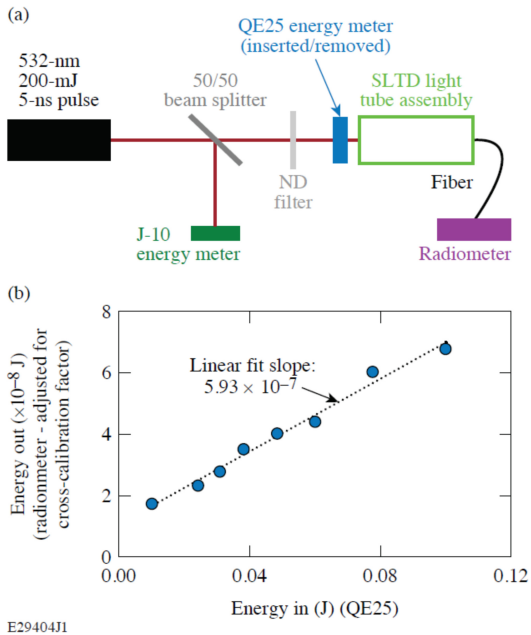 (a)
QE25 energy meter
(inserted/removed)
532-nm
200-mJ
5-ns pulse
50/50
beam splitter
SLTD light
tube assembly
ND
filter
Fiber
J-10
energy meter
Radiometer
(b)
Energy out (×10–8 J)
(radionmeter - adjusted for
cross-calibration factor)
8
6
4
2
0
Linear fit slope:
5.93 × 10–7
0.00
0.04
0.08
0.12
Energy in (J) (QE25)
E29404J1